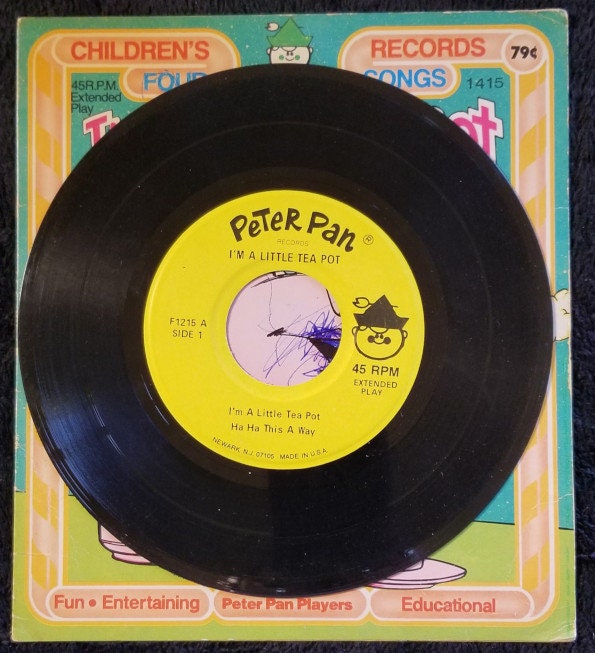 CHILDREN'S
RECORDS
79¢
45R.P.M.
Extended
Play
SONGS
1415
PeTeR Pan ®
RECORDS
I'M A LITTLE TEA POT
F1215 A
SIDE 1
45 RPM
EXTENDED
PLAY
I'm A Little Tea Pot
Ha Ha This A Way
NEWARK, N.J. 07105 MADE IN U.S.A.
Fun • Entertaining
Peter Pan Players
Educational